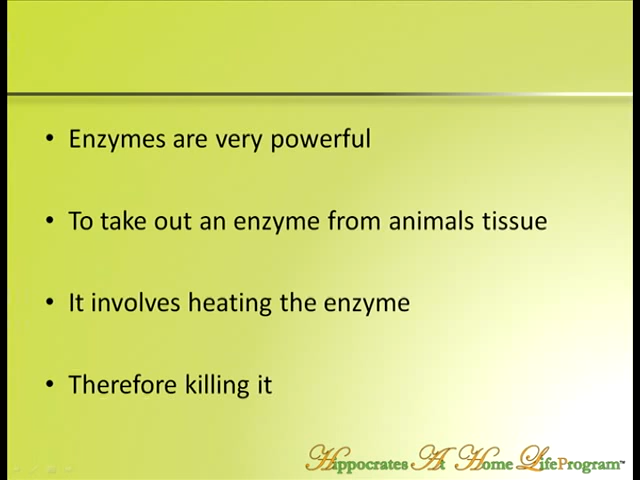 • Enzymes are very powerful
• To take out an enzyme from animals tissue
• It involves heating the enzyme
• Therefore killing it
Hippocrates At Home LifeProgram™